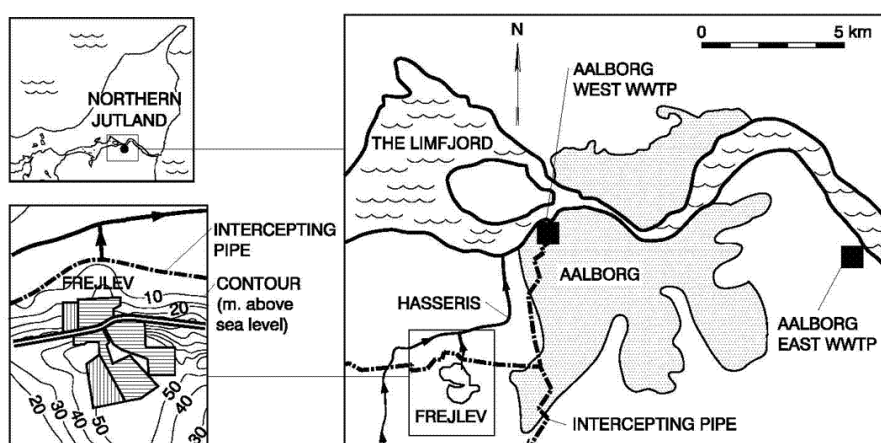 NORTHERN
JUTLAND
INTERCEPTING
PIPE
FREJLEV
10
20
CONTOUR
(m. above
sea level)
20
30
40
50
50
40
30
N
0
5 km
AALBORG
WEST WWTP
THE LIMFJORD
AALBORG
HASSERIS
AALBORG
EAST WWTP
FREJLEV
INTERCEPTING PIPE